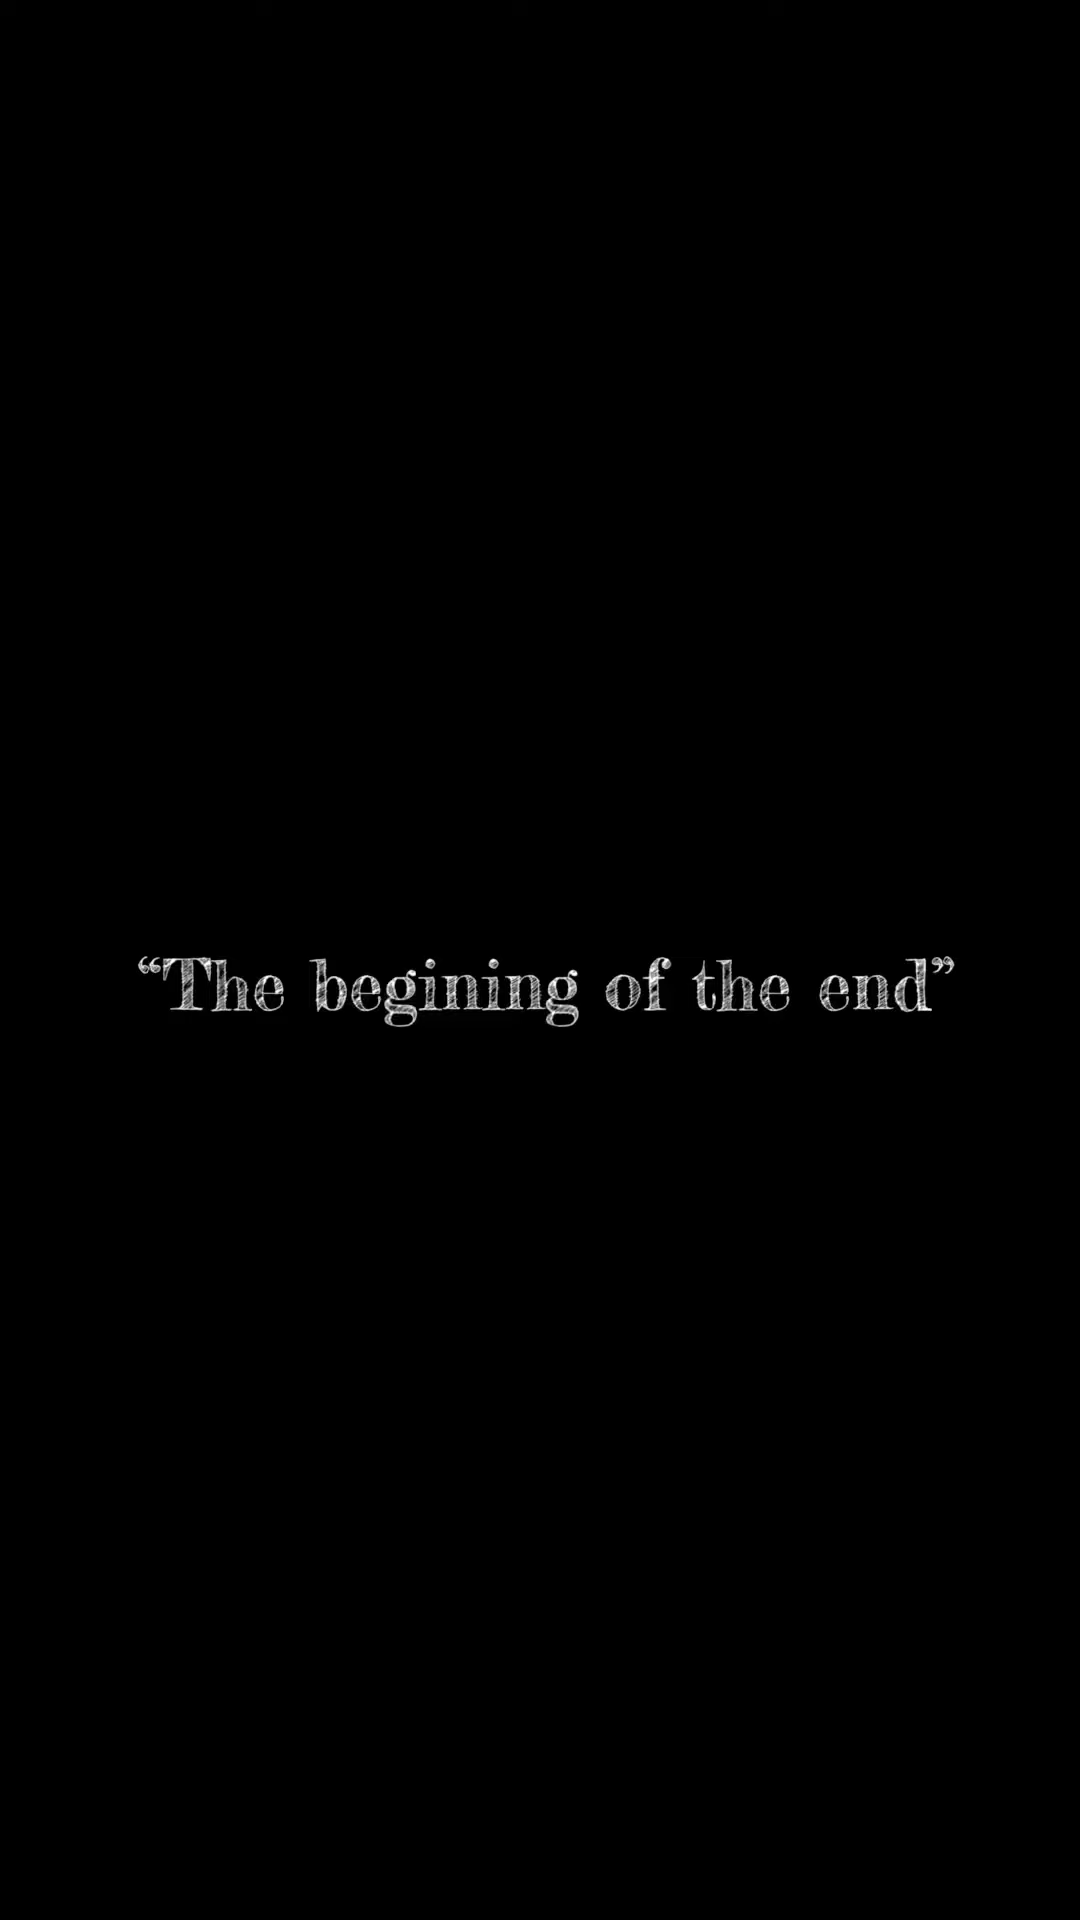 “The begining of the end”